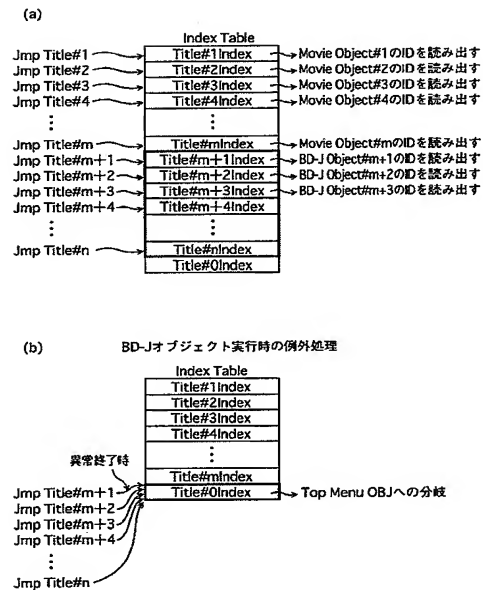 (a)
Index Table
Jmp Title#1 Title#1Index Movie Object#1のIDを読み出す
Jmp Title#2 Title#2Index Movie Object#2のIDを読み出す
Jmp Title#3 Title#3Index Movie Object#3のIDを読み出す
Jmp Title#4 Title#4Index Movie Object#4のIDを読み出す
⋮ ⋮
Jmp Title#m Title#mIndex Movie Object#mのIDを読み出す
Jmp Title#m+1 Title#m+1Index BD-J Object#m+1のIDを読み出す
Jmp Title#m+2 Title#m+2Index BD-J Object#m+2のIDを読み出す
Jmp Title#m+3 Title#m+3Index BD-J Object#m+3のIDを読み出す
Jmp Title#m+4 Title#m+4Index
⋮ ⋮
Jmp Title#n Title#nIndex
Title#0Index
(b) BD-Jオブジェクト実行時の例外処理
Index Table
Title#1Index
Title#2Index
Title#3Index
Title#4Index
⋮
異常終了時
Title#mIndex
Jmp Title#m+1 Title#0Index Top Menu OBJへの分岐
Jmp Title#m+2
Jmp Title#m+3
Jmp Title#m+4
⋮
Jmp Title#n